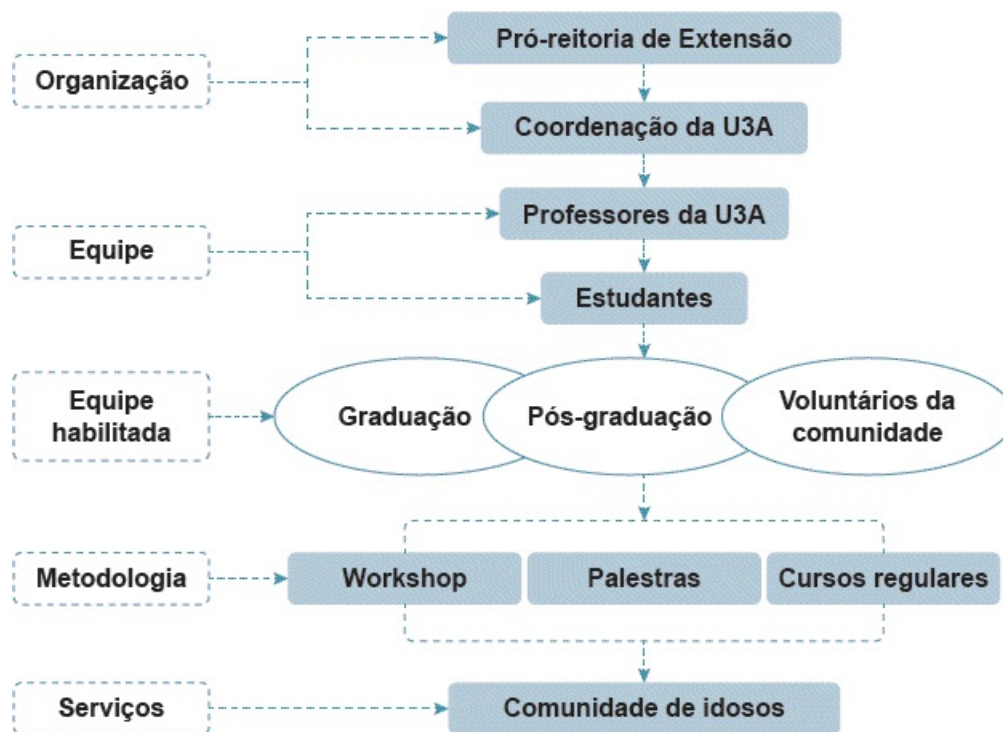 Pró-reitoria de Extensão
Organização
Coordenação da U3A
Professores da U3A
Equipe
Estudantes
Equipe
habilitada
Graduação
Pós-graduação
Voluntários da
comunidade
Metodologia
Workshop
Palestras
Cursos regulares
Serviços
Comunidade de idosos